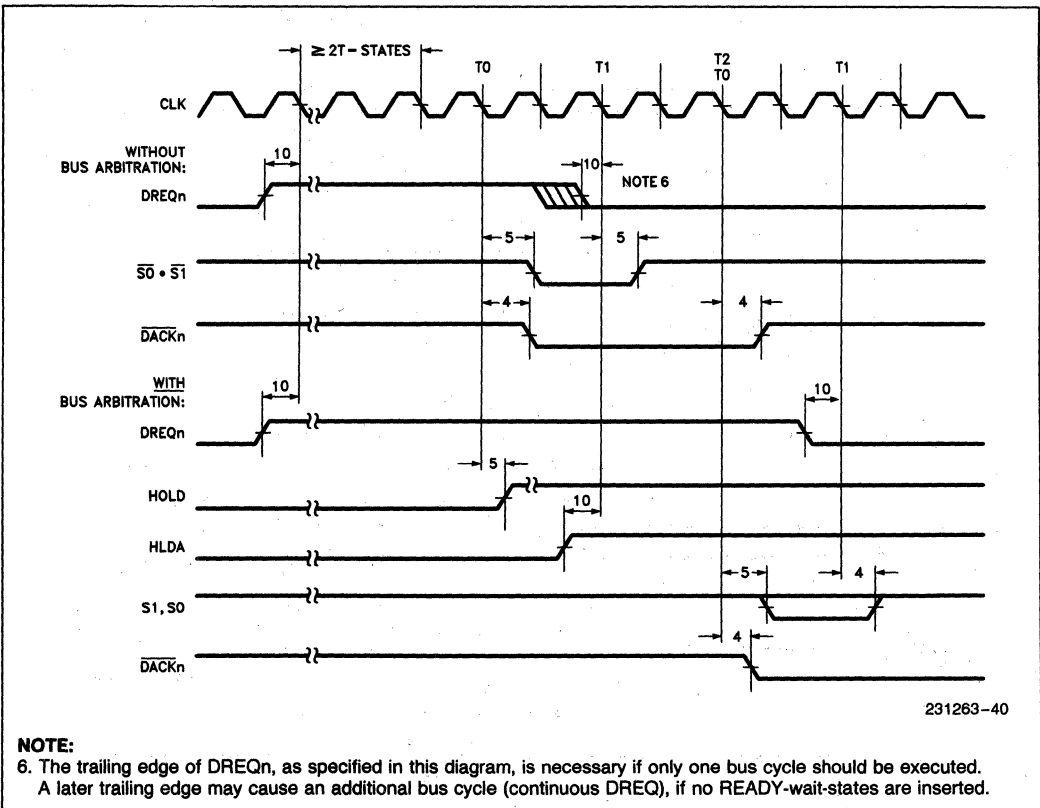 ≥ 2T-STATES
T0
T1
T2
T0
T1
CLK
WITHOUT
BUS ARBITRATION:
10
10
NOTE 6
DREQn
5
5
S0 • S1
4
4
DACKn
WITH
BUS ARBITRATION:
10
10
DREQn
5
HOLD
10
HLDA
5
4
S1, S0
4
DACKn
231263-40
NOTE:
6. The trailing edge of DREQn, as specified in this diagram, is necessary if only one bus cycle should be executed.
A later trailing edge may cause an additional bus cycle (continuous DREQ), if no READY-wait-states are inserted.